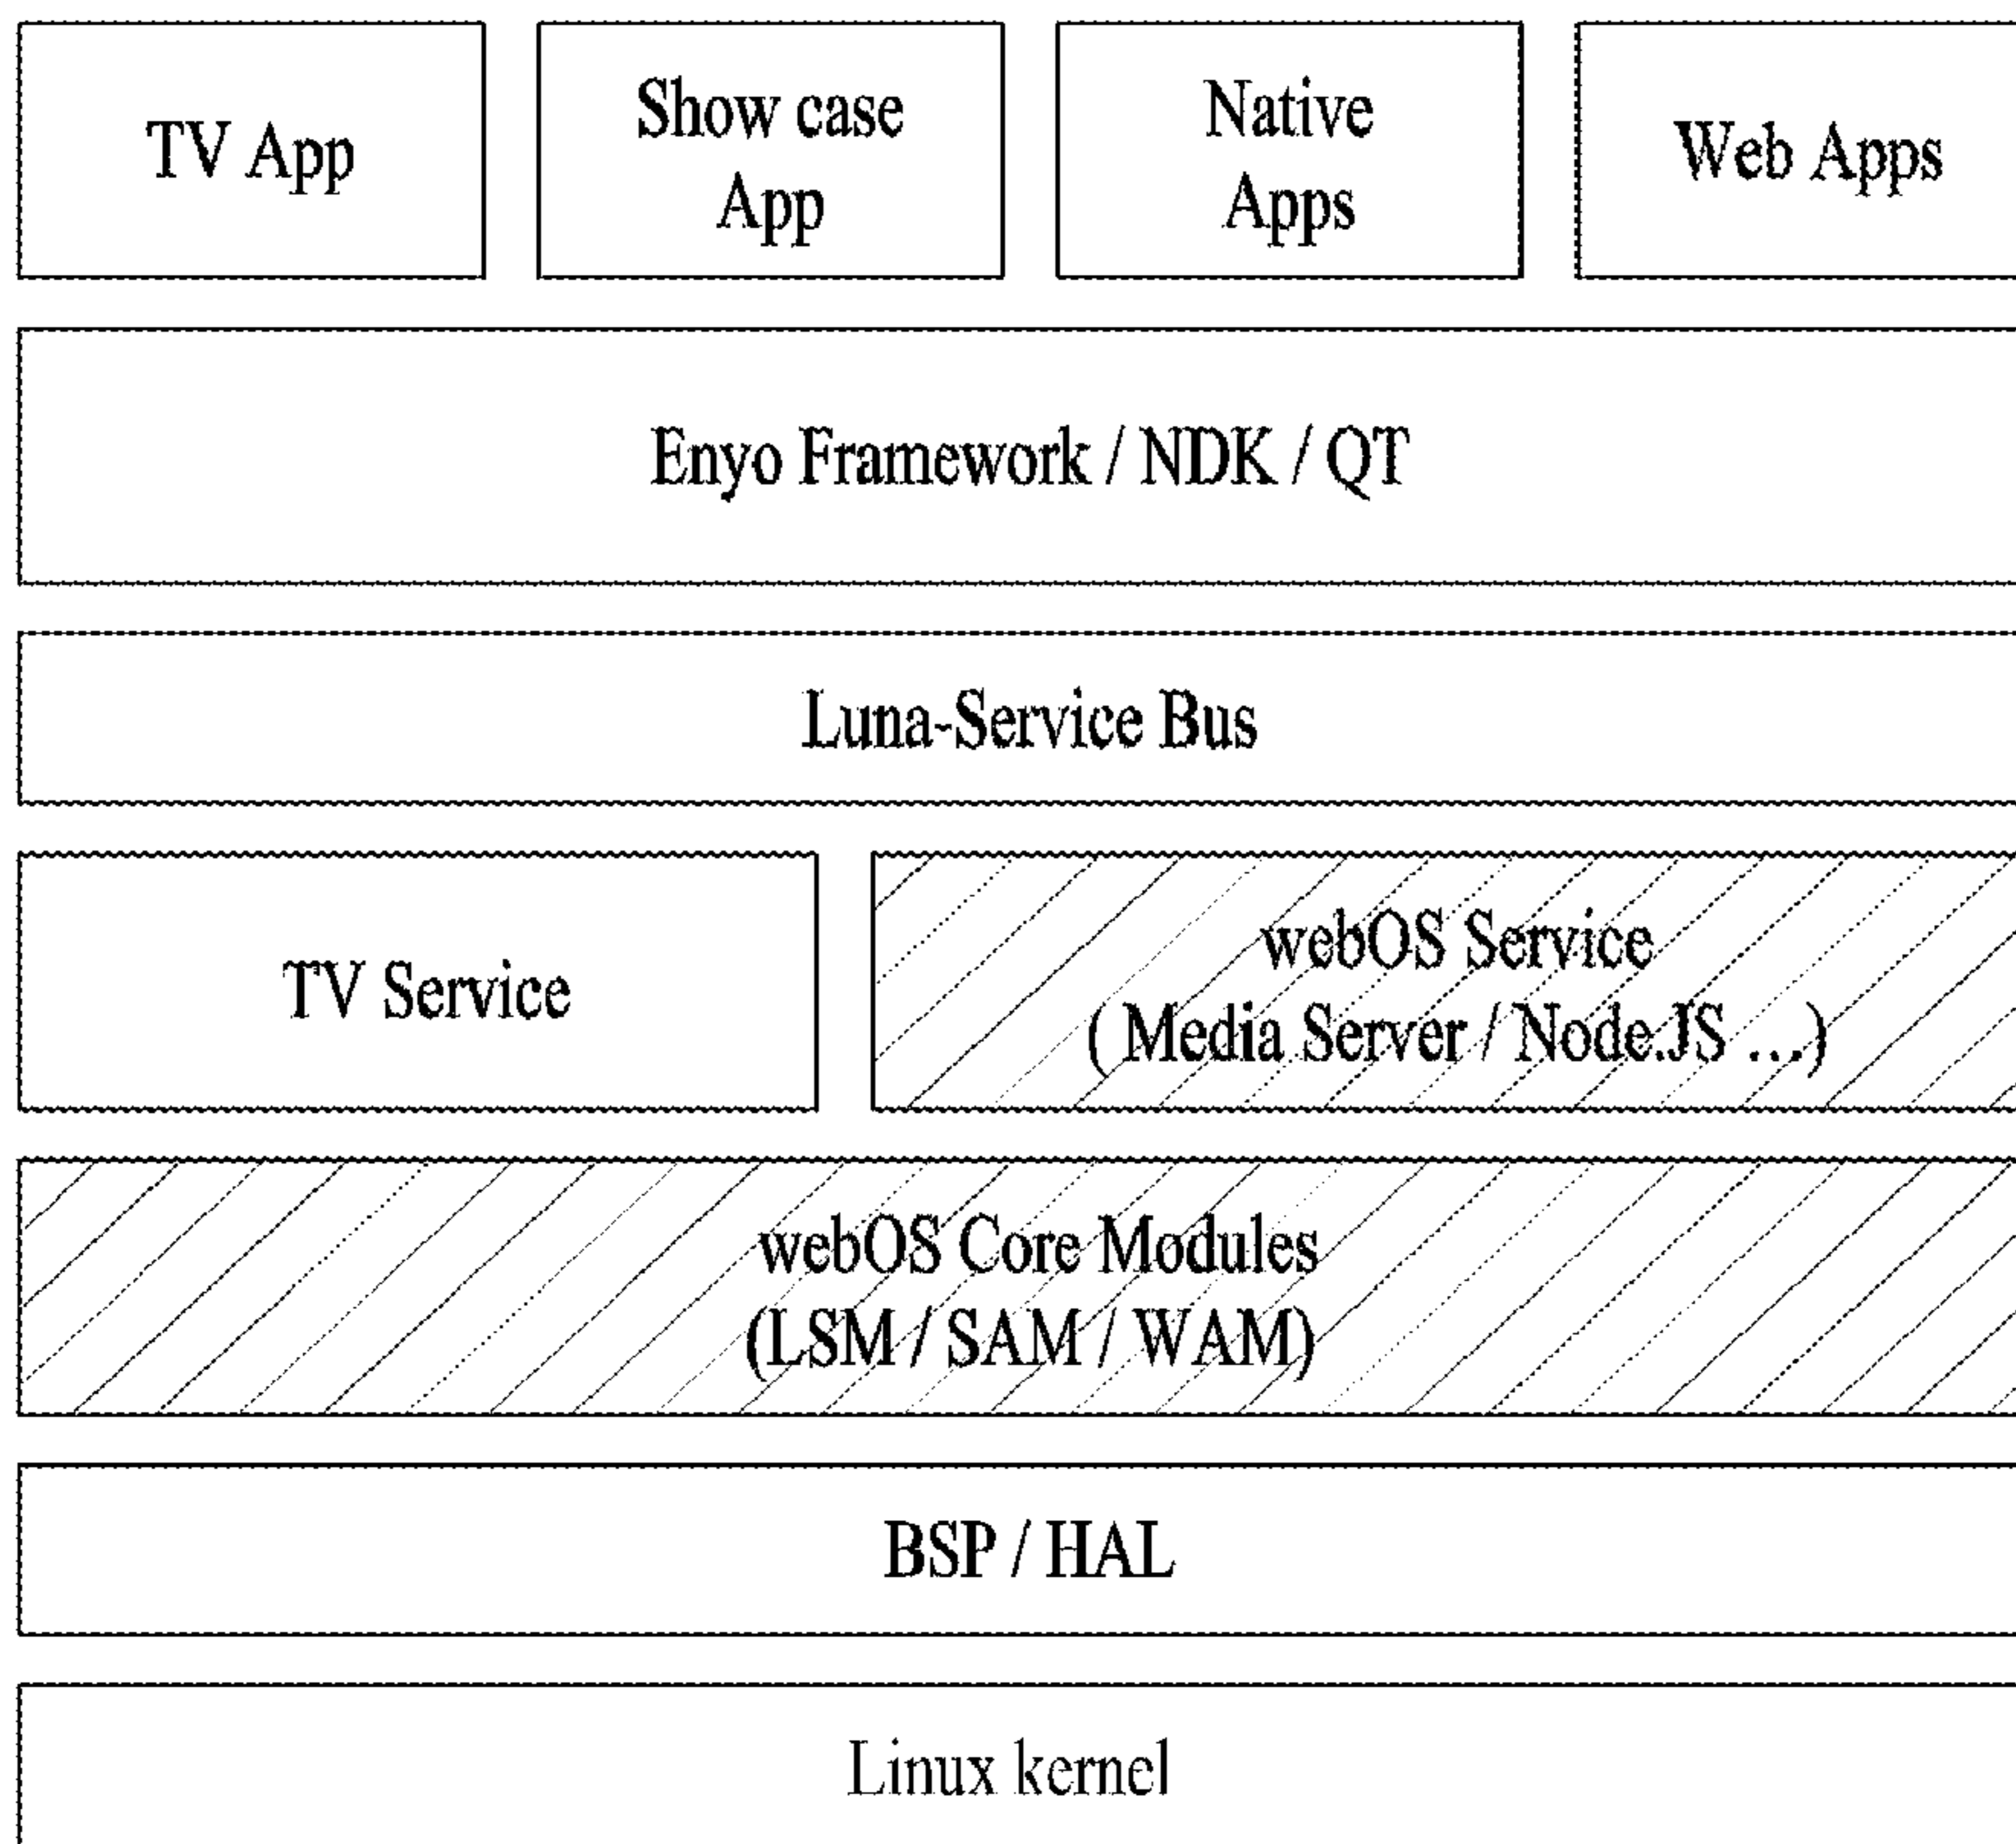 TV App
Show case
App
Native
Apps
Web Apps
Enyo Framework / NDK / QT
Luna-Service Bus
TV Service
webOS Service
( Media Server / Node.JS ...)
webOS Core Modules
(LSM / SAM / WAM)
BSP / HAL
Linux kernel